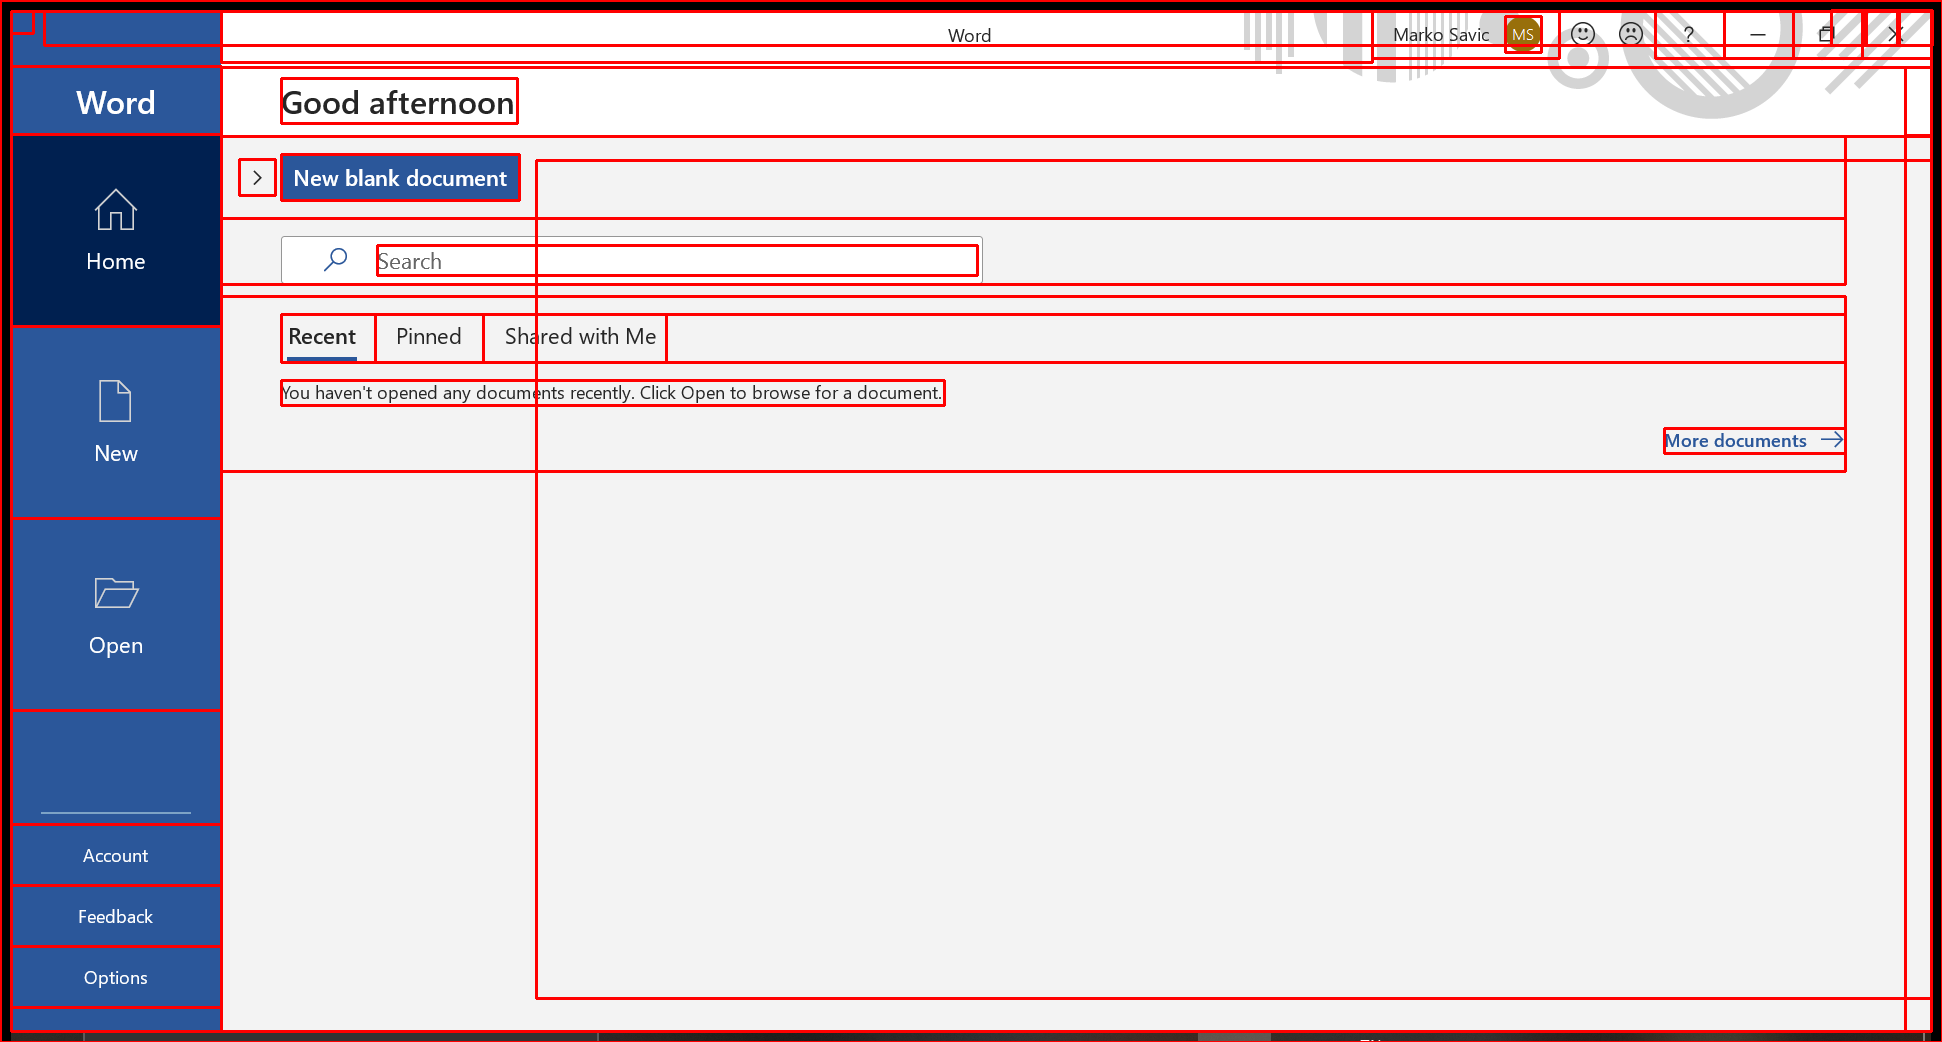 Word
Marko Savic
MS
?
Word
Good afternoon
New blank document
Home
Search
Recent
Pinned
Shared with Me
You haven't opened any documents recently. Click Open to browse for a document.
More documents
New
Open
Account
Feedback
Options